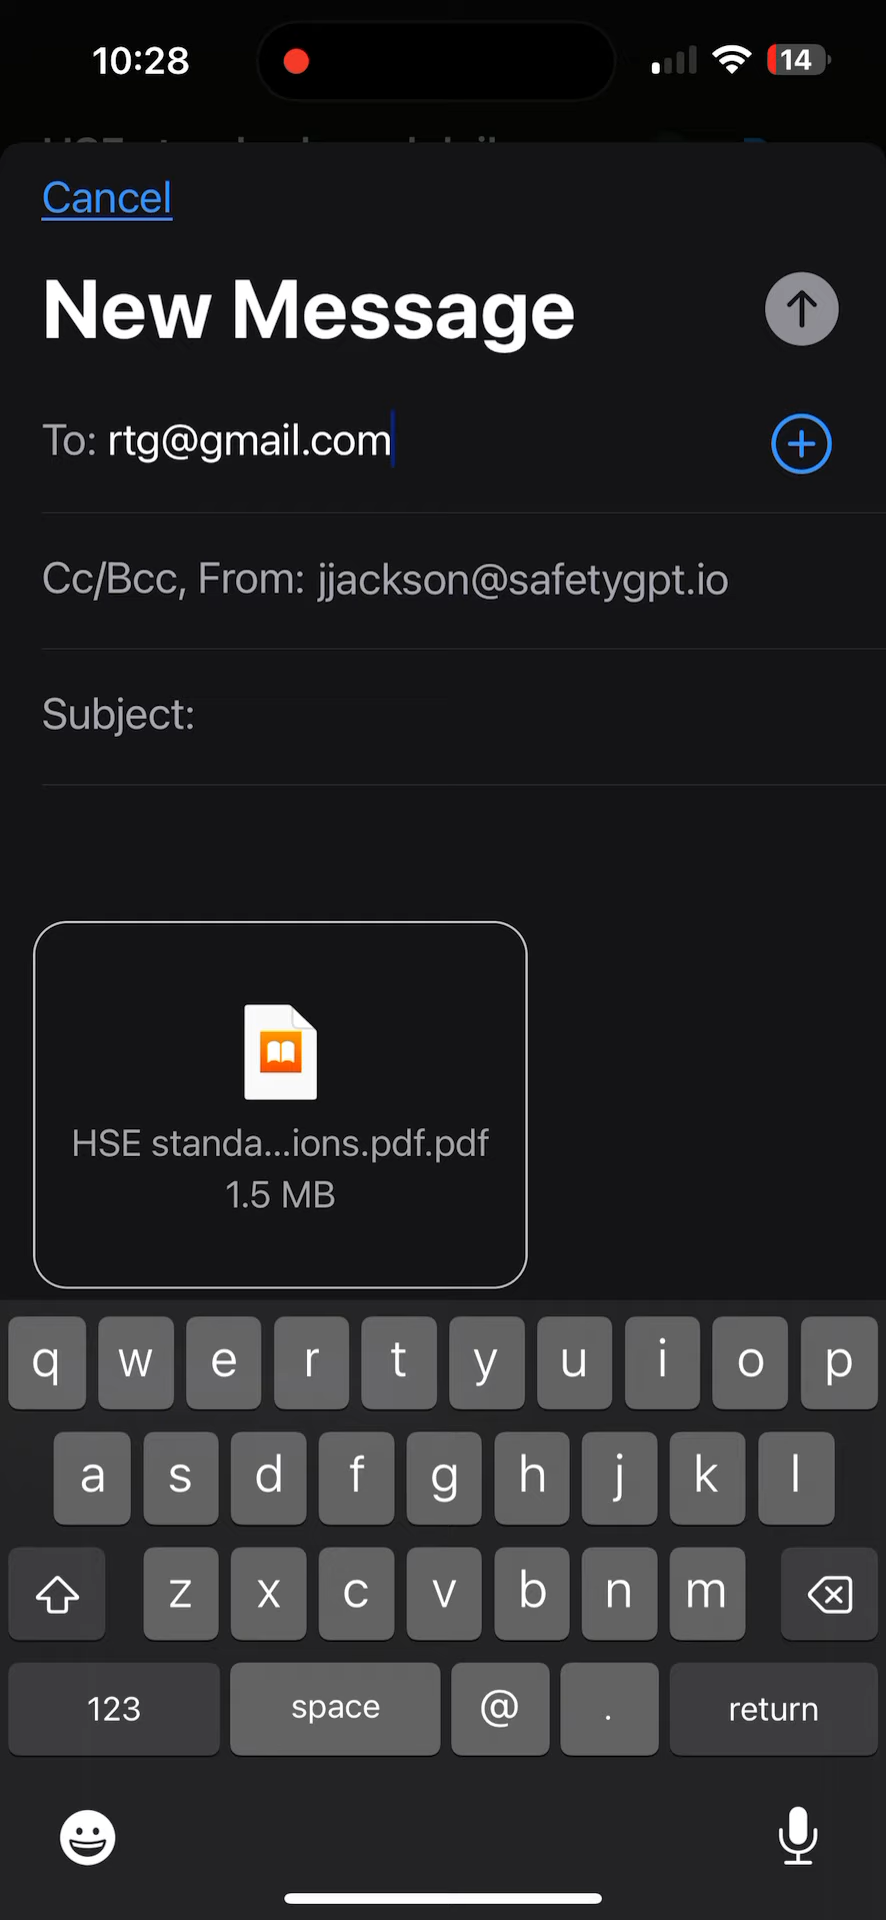 10:28
14
Cancel
New Message
To: rtg@gmail.com
Cc/Bcc, From: jjackson@safetygpt.io
Subject:
HSE standa...ions.pdf.pdf
1.5 MB
q w e r t y u i o p
a s d f g h j k l
z x c v b n m
123 space @ . return